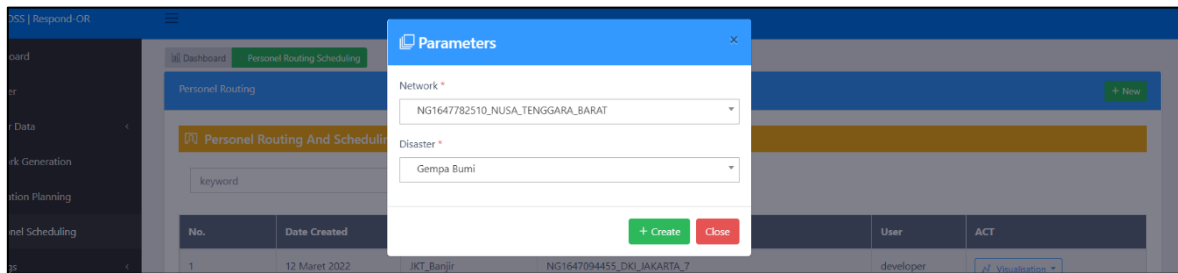 DSS | Respond-OR
Parameters
×
oard
Dashboard
Personel Routing Scheduling
er
Personel Routing
+ New
Network *
NG1647782510_NUSA_TENGGARA_BARAT
r Data
Personel Routing And Schedulin
Disaster *
Gempa Bumi
rk Generation
keyword
ation Planning
+ Create
Close
nel Scheduling
No.
Date Created
User
ACT
gs
1
12 Maret 2022
JKT_Banjir
NG1647094455_DKI_JAKARTA_7
developer
Visualisation